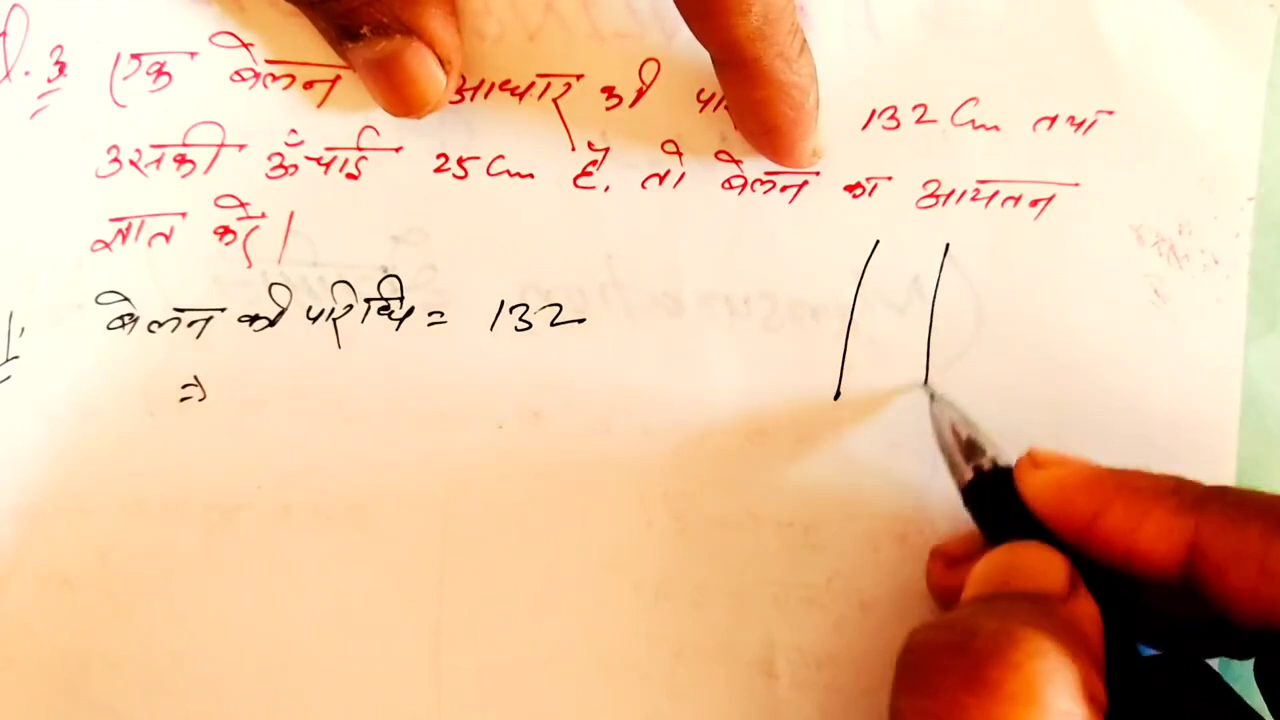 Q.3. एक बेलन आधार की 132 Cm तथा
उसकी ऊँचाई 25 Cm है, तो बेलन का आयतन
ज्ञात करें।
बेलन की परिधि = 132
⇒